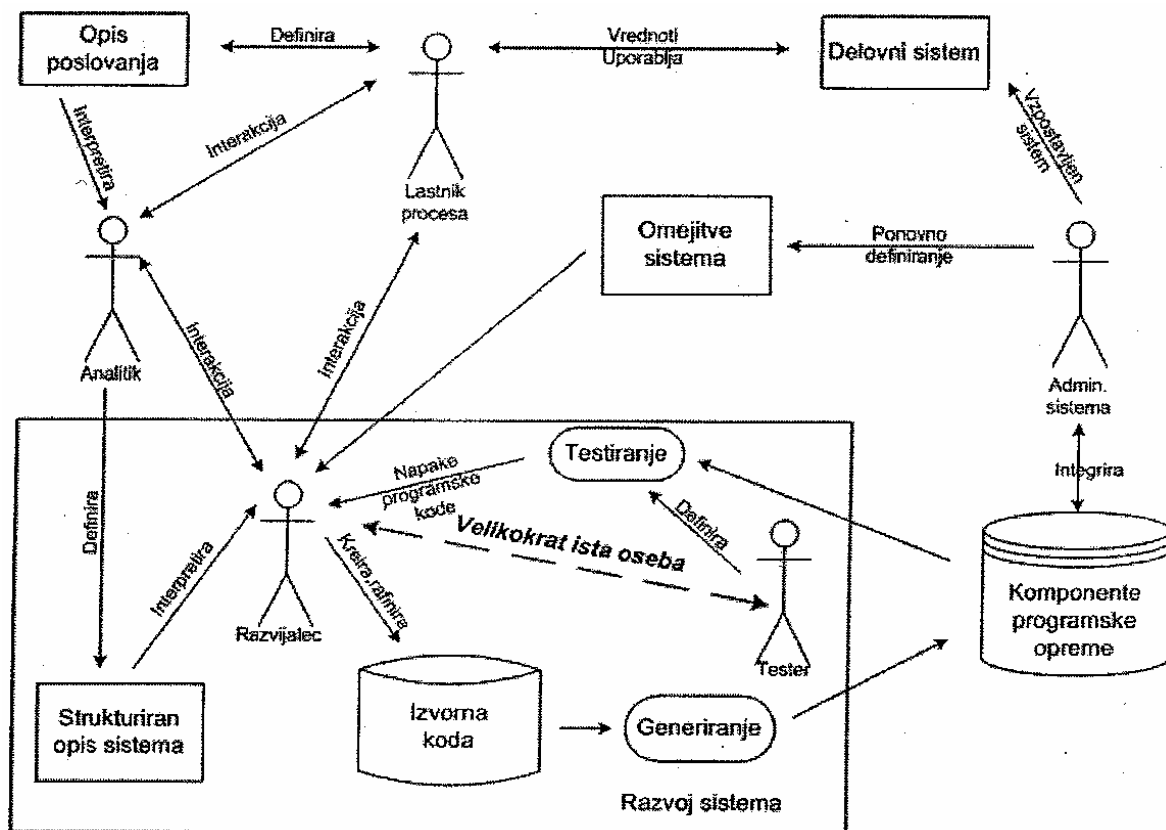 Opis
poslovanja
Definira
Vrednoti
Uporablja
Delovni sistem
Interpretira
Interakcija
Vzpostavljen
sistem
Lastnik
procesa
Omejitve
sistema
Ponovno
definiranje
Interakcija
Interakcija
Analitik
Admin.
sistema
Definira
Testiranje
Integrira
Napake
programske
kode
Definira
Velikokrat ista oseba
Interpretira
Kreira,rafinira
Komponente
programske
opreme
Razvijalec
Tester
Strukturiran
opis sistema
Izvorna
koda
Generiranje
Razvoj sistema